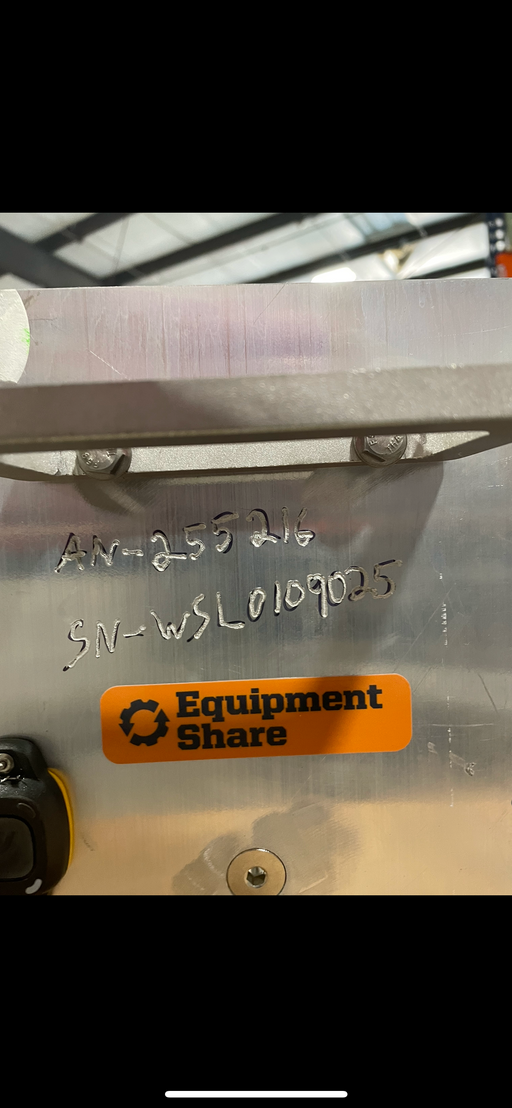 AN-255216
SN-WSL0109025
Equipment
Share